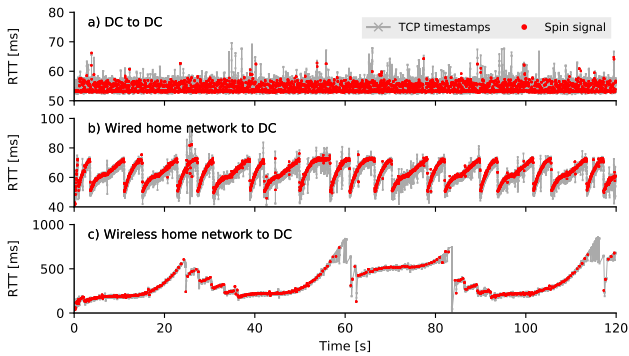 80
70
60
50
RTT [ms]
a) DC to DC
TCP timestamps
Spin signal
100
80
60
40
RTT [ms]
b) Wired home network to DC
1000
500
0
RTT [ms]
c) Wireless home network to DC
0
20
40
60
80
100
120
Time [s]